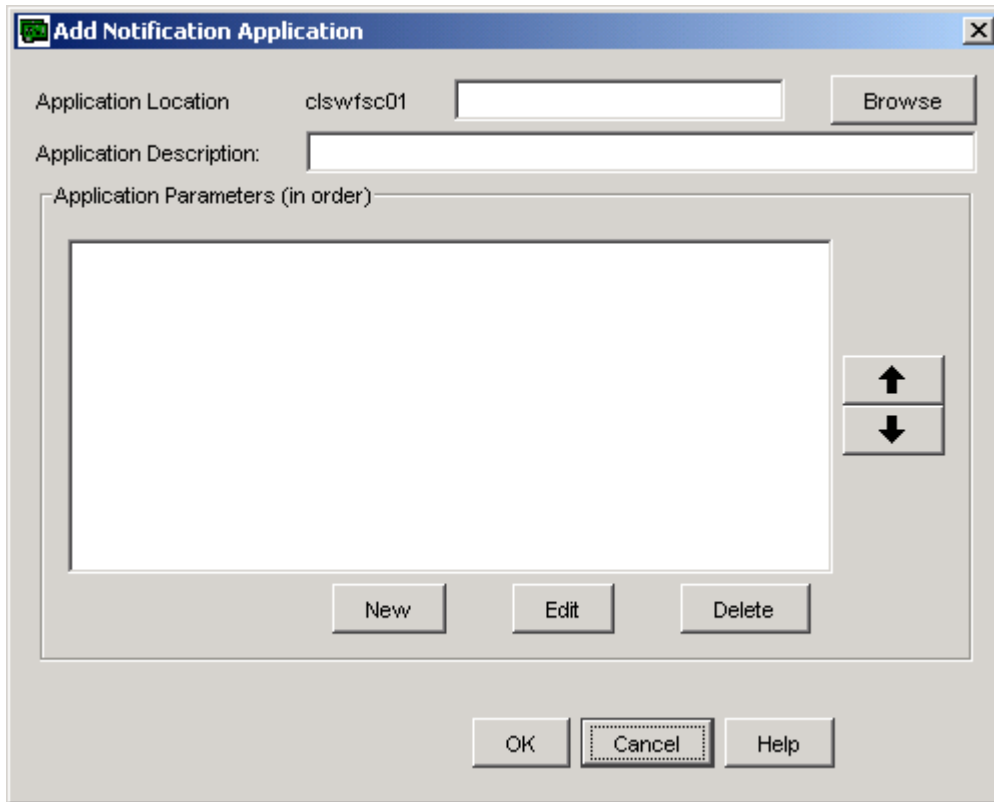 Add Notification Application
Application Location clswfsc01 Browse
Application Description:
Application Parameters (in order)
New Edit Delete
OK Cancel Help